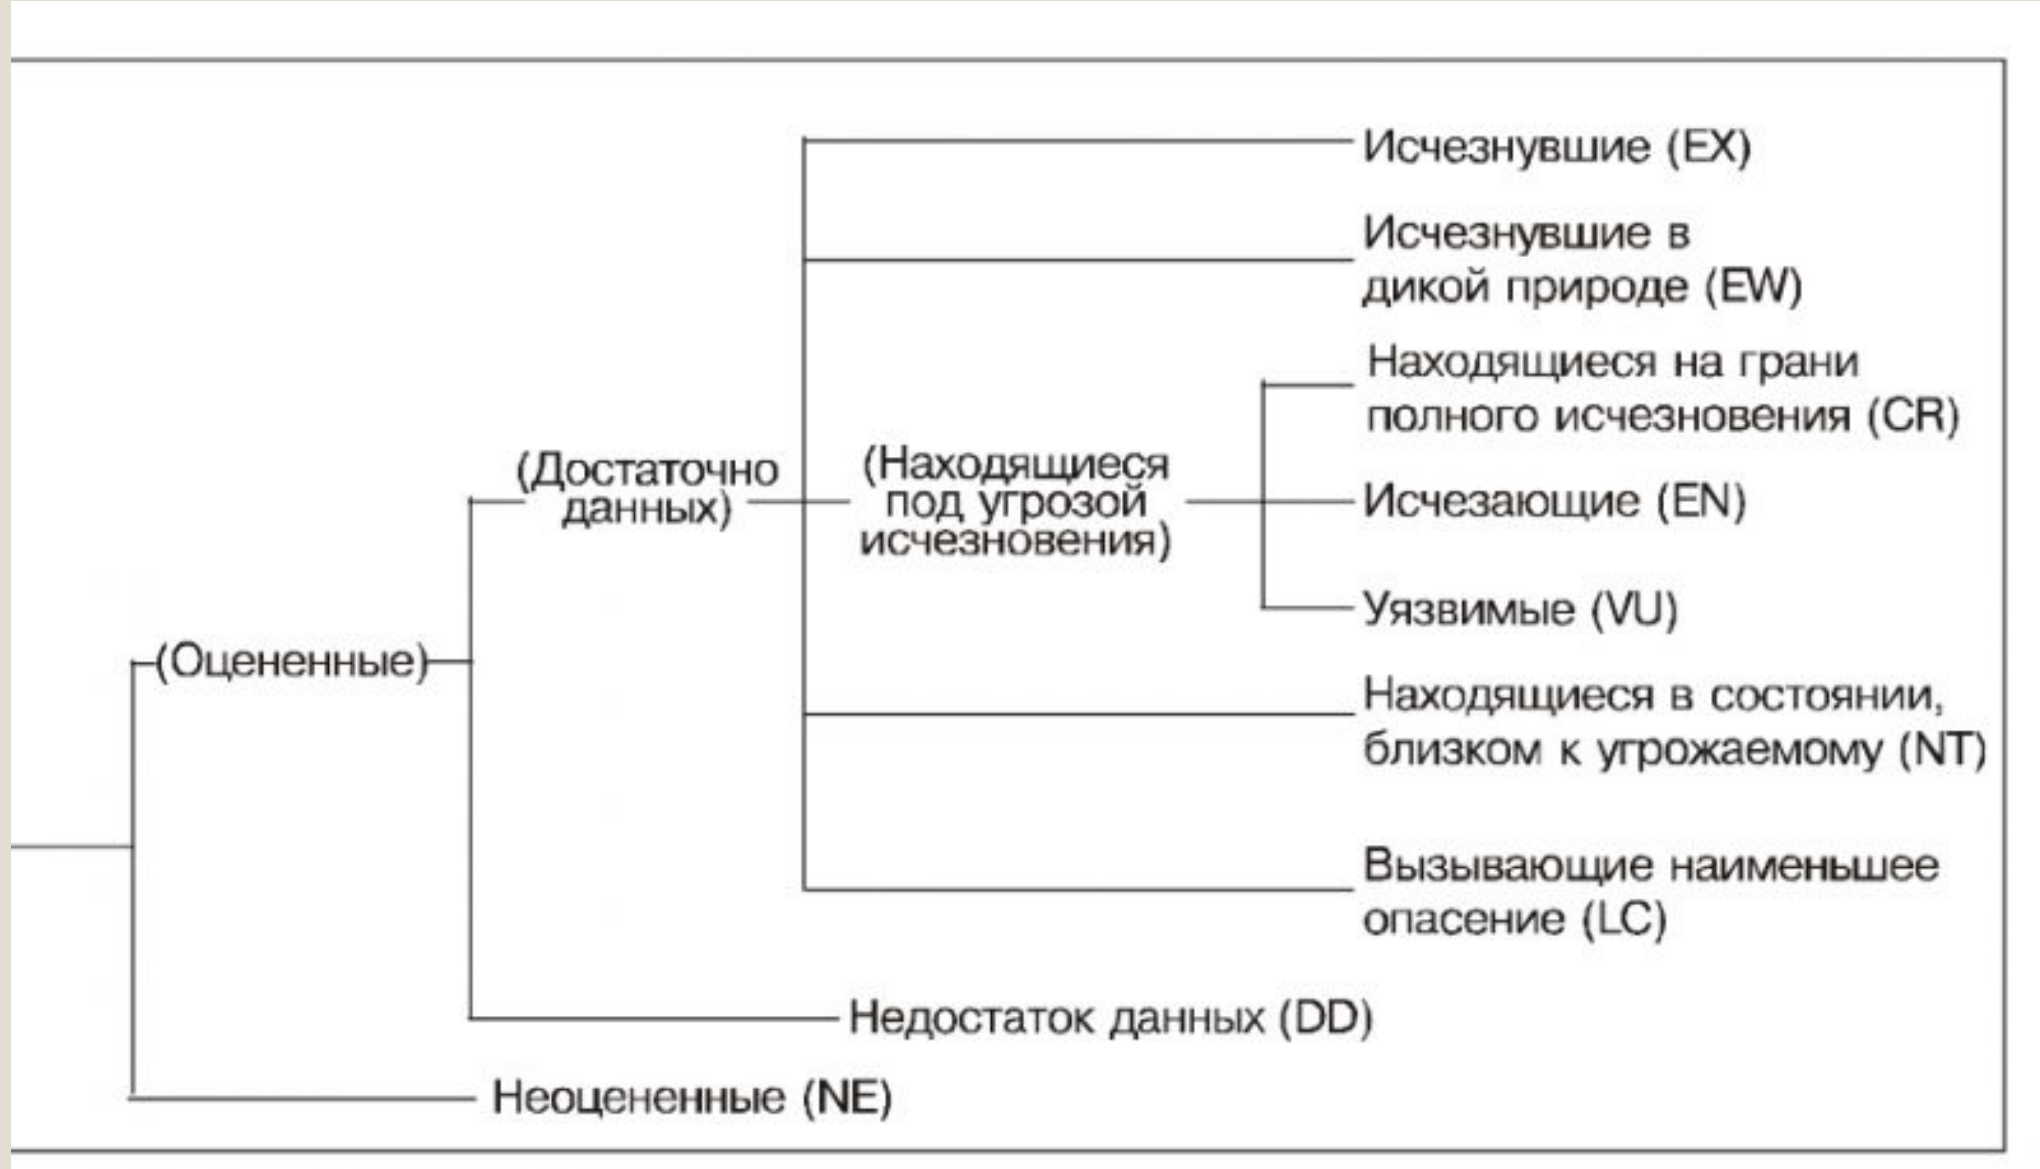 Исчезнувшие (EX)
Исчезнувшие в
дикой природе (EW)
Находящиеся на грани
полного исчезновения (CR)
(Достаточно
данных)
(Находящиеся
под угрозой
исчезновения)
Исчезающие (EN)
Уязвимые (VU)
(Оцененные)
Находящиеся в состоянии,
близком к угрожаемому (NT)
Вызывающие наименьшее
опасение (LC)
Недостаток данных (DD)
Неоцененные (NE)